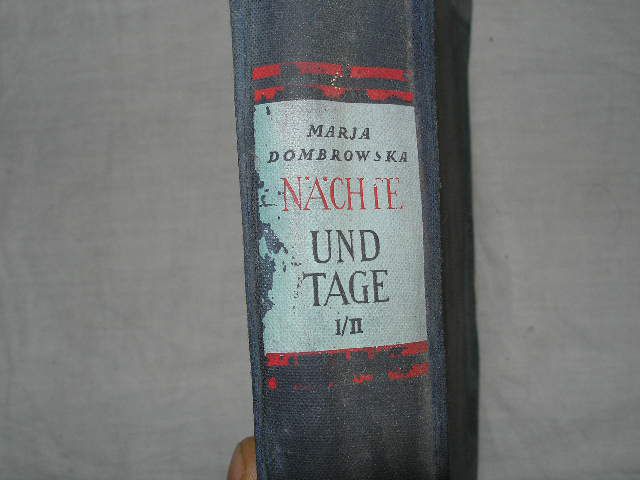 MARJA
DOMBROWSKA
NÄCHTE
UND
TAGE
I/II